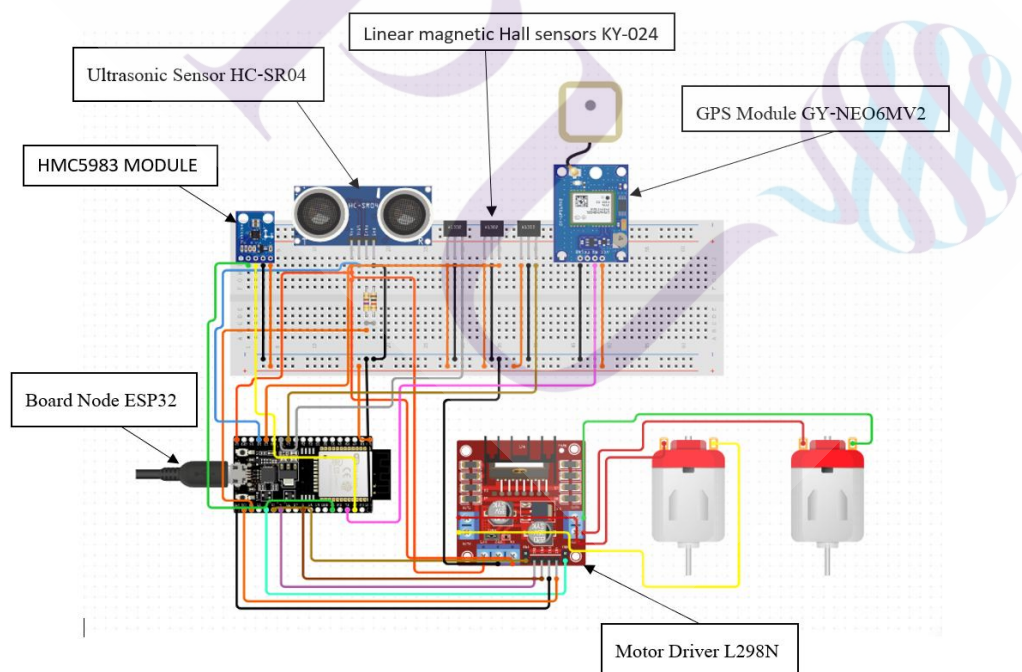 Linear magnetic Hall sensors KY-024
Ultrasonic Sensor HC-SR04
GPS Module GY-NEO6MV2
HMC5983 MODULE
HC-SR04
Board Node ESP32
Motor Driver L298N